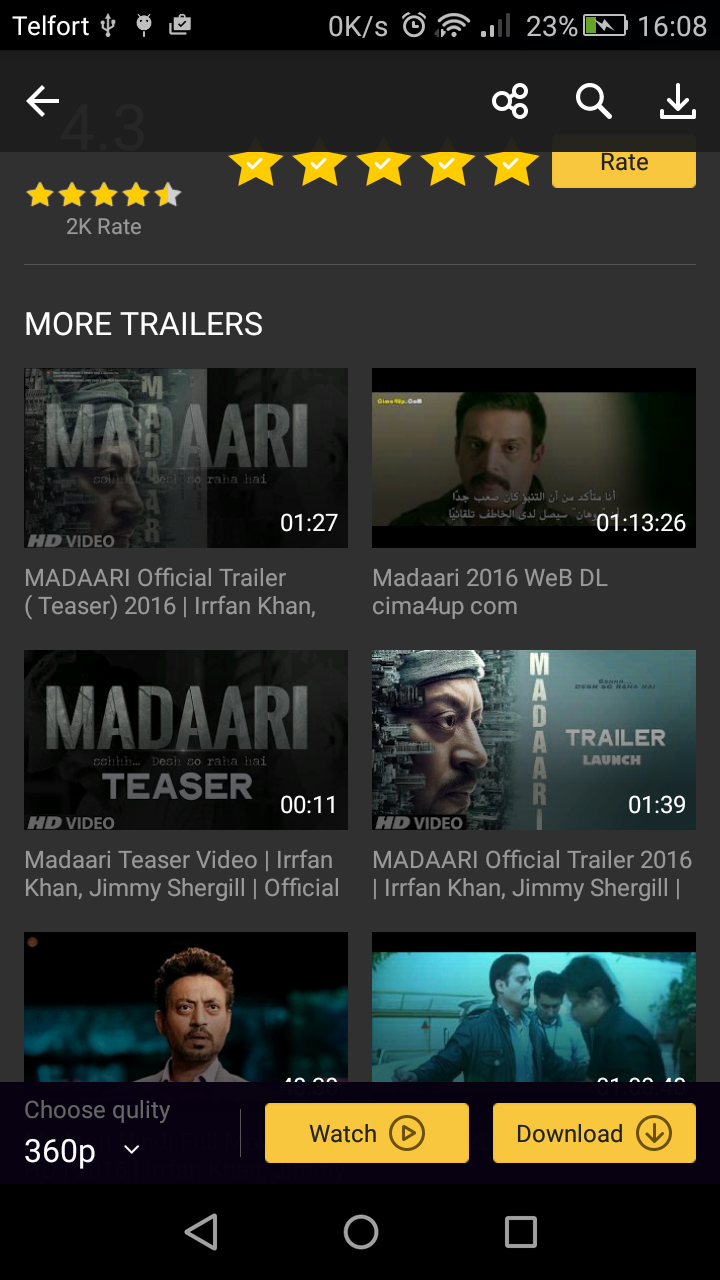 Telfort
0K/s
23%
16:08
4.3
Rate
2K Rate
MORE TRAILERS
MADAARI
MADAARI
sshhh... Desh so raha hai
01:27
HD VIDEO
Cima4Up.CoM
أنا متأكد من أن التنبؤ كان صعب جدًا
سيصل لدى الخاطف تلقائيًا
01:13:26
MADAARI Official Trailer
( Teaser) 2016 | Irrfan Khan,
Madaari 2016 WeB DL
cima4up com
MADAARI
sshhh... Desh so raha hai
TEASER
00:11
HD VIDEO
MADAARI
SSHHH...
DESH SO RAHA HAI
TRAILER
LAUNCH
01:39
HD VIDEO
Madaari Teaser Video | Irrfan
Khan, Jimmy Shergill | Official
MADAARI Official Trailer 2016
| Irrfan Khan, Jimmy Shergill |
Choose qulity
360p
Watch
Download